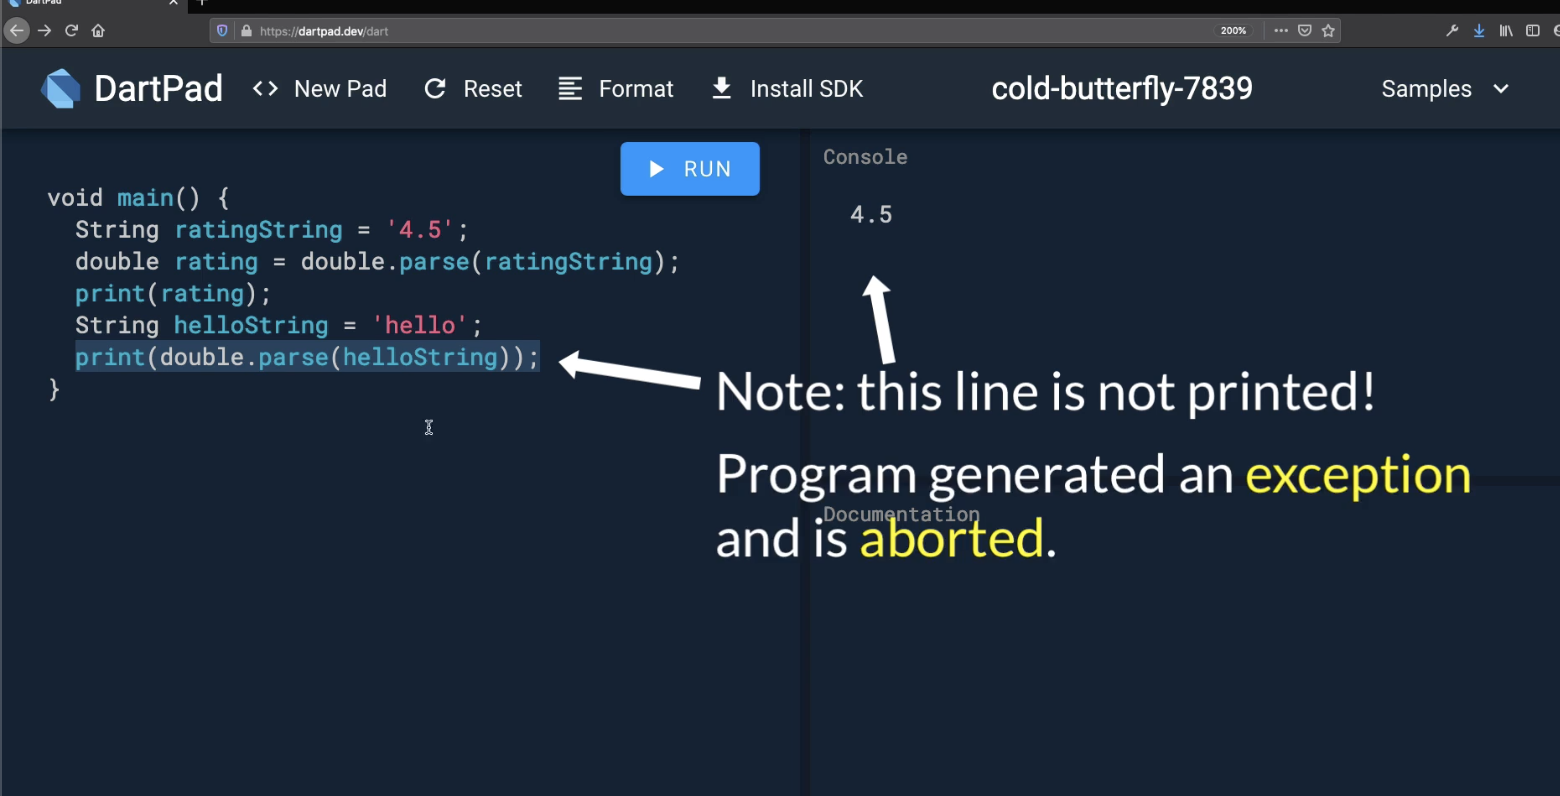 DartPad
https://dartpad.dev/dart
200%
DartPad
<> New Pad
Reset
Format
Install SDK
cold-butterfly-7839
Samples
RUN
void main() {
String ratingString = '4.5';
double rating = double.parse(ratingString);
print(rating);
String helloString = 'hello';
print(double.parse(helloString));
}
Console
4.5
Note: this line is not printed!
Program generated an exception
and is aborted.
Documentation